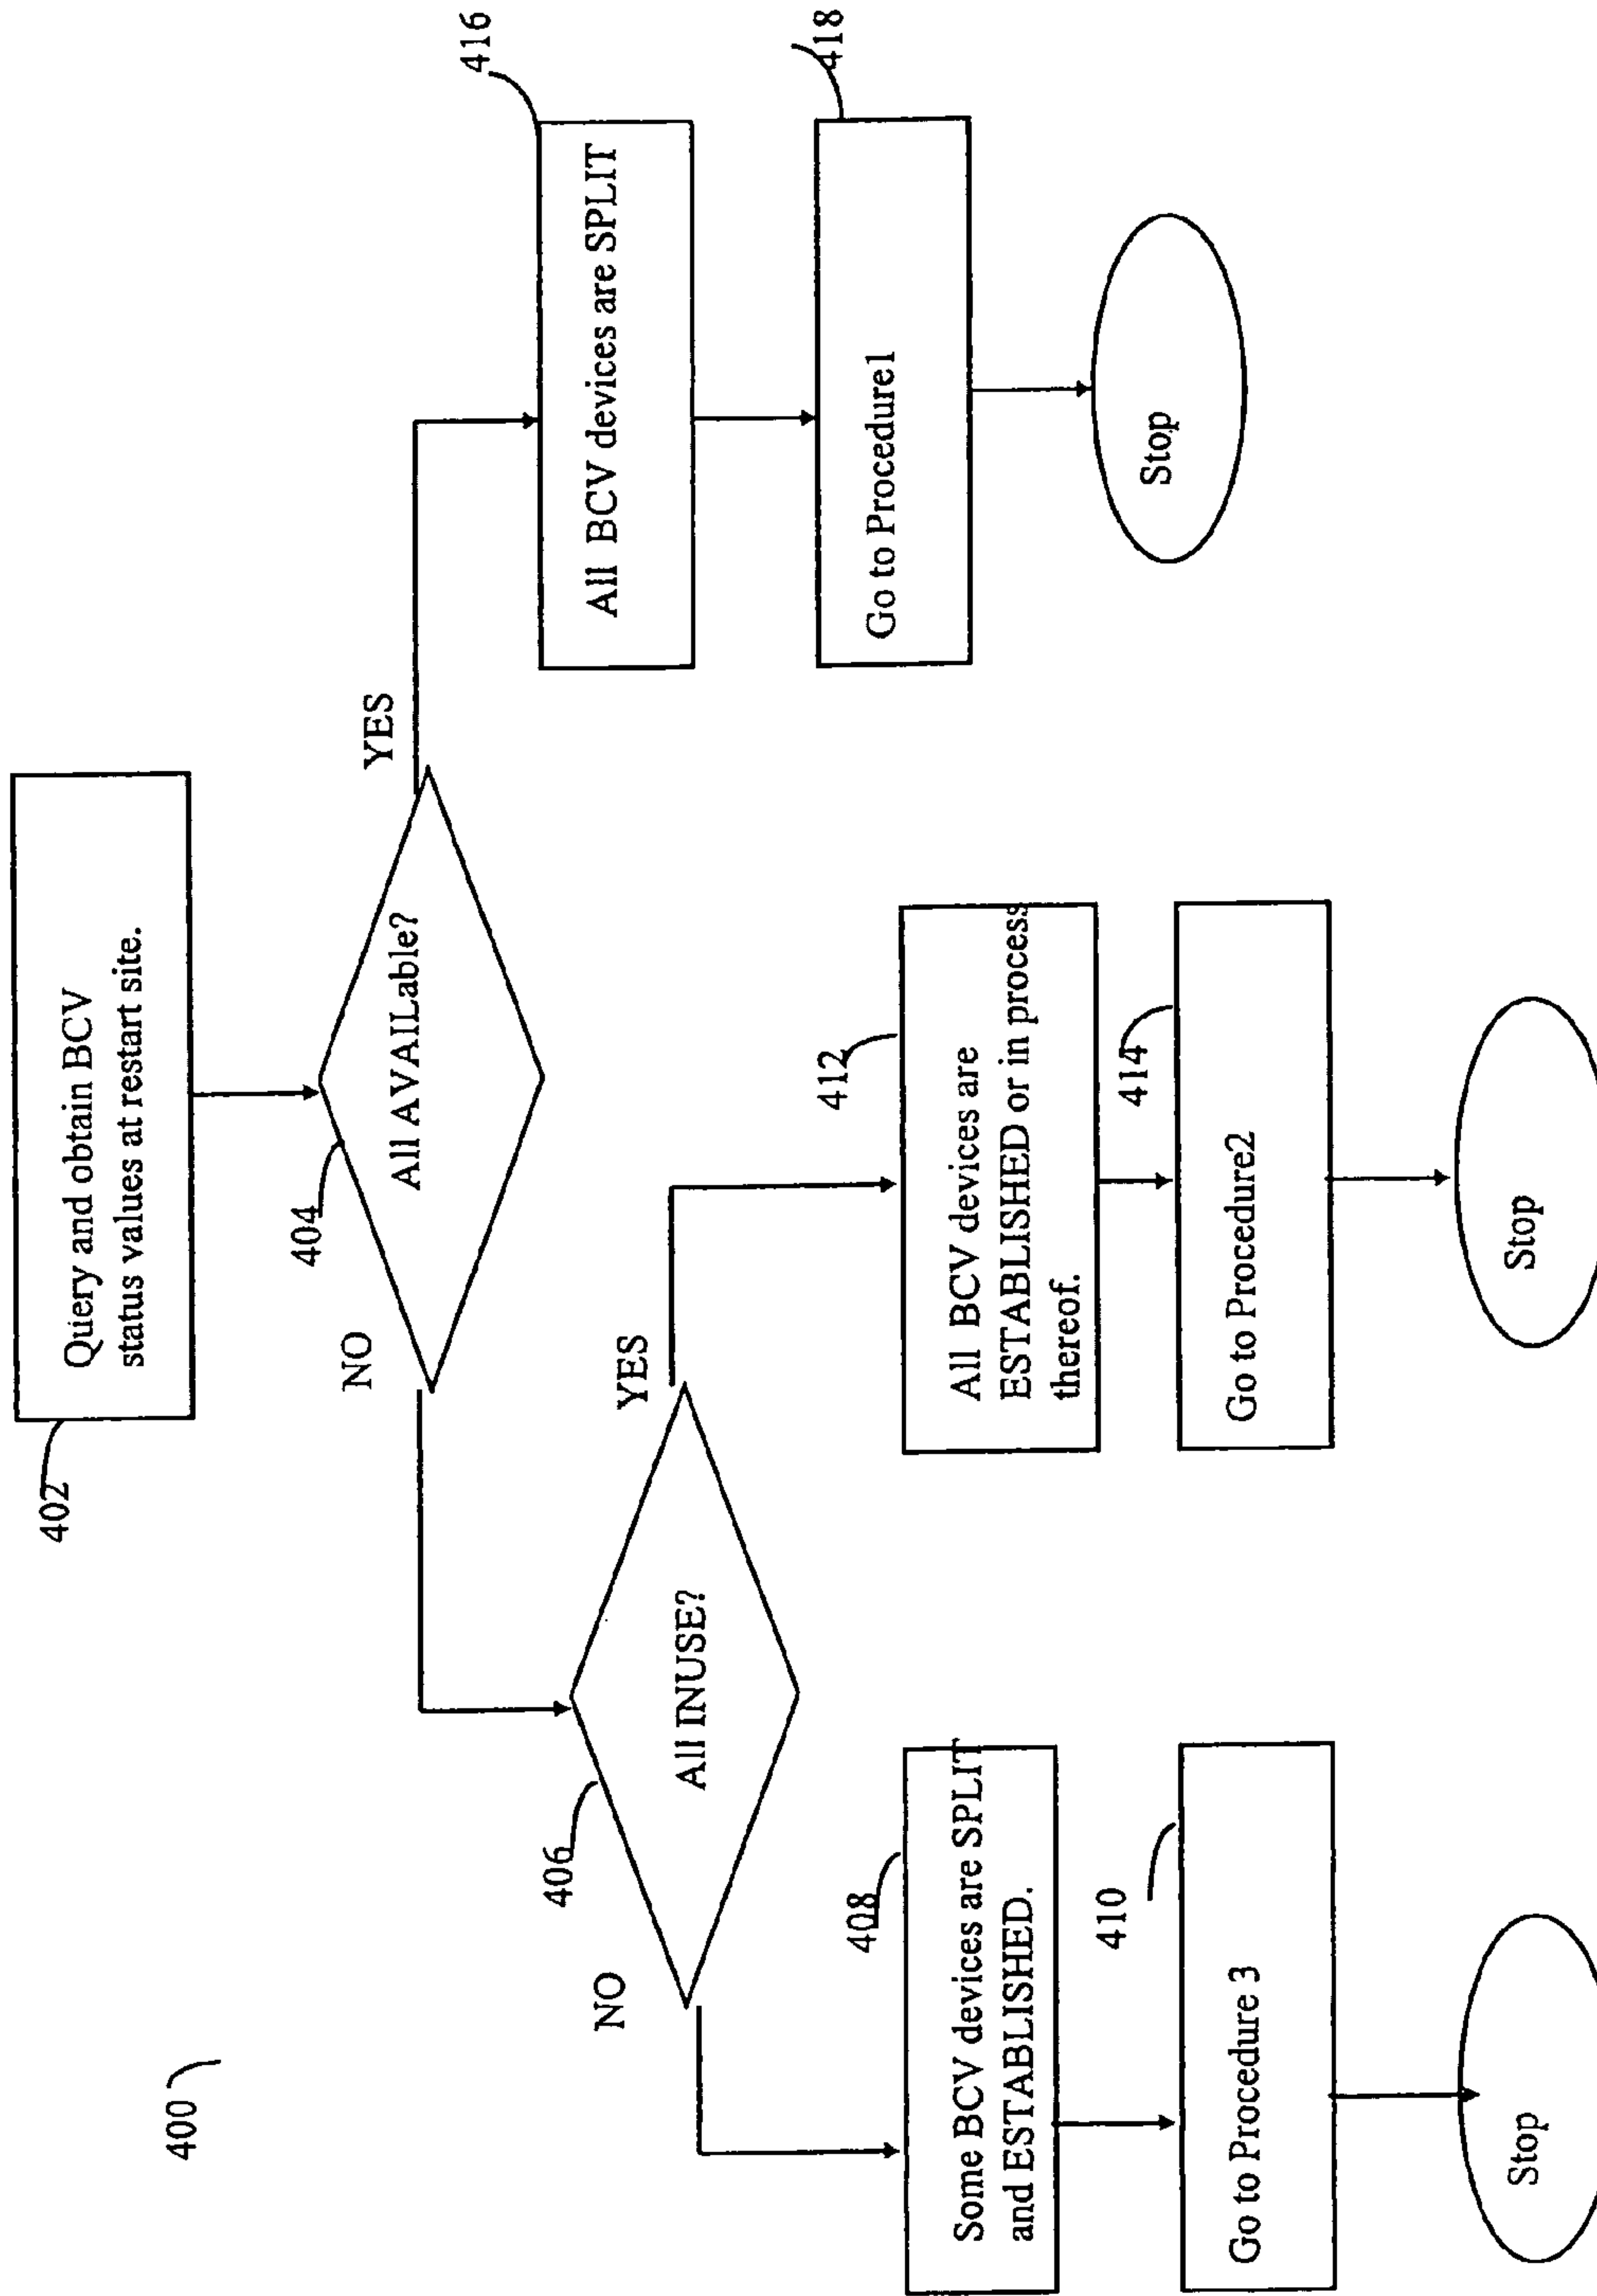 400
402
Query and obtain BCV
status values at restart site.
404
All AVAILable?
NO
YES
406
All INUSE?
NO
YES
416
All BCV devices are SPLIT
418
Go to Procedure1
Stop
412
All BCV devices are
ESTABLISHED or in process
thereof.
414
Go to Procedure2
Stop
408
Some BCV devices are SPLIT
and ESTABLISHED.
410
Go to Procedure 3
Stop